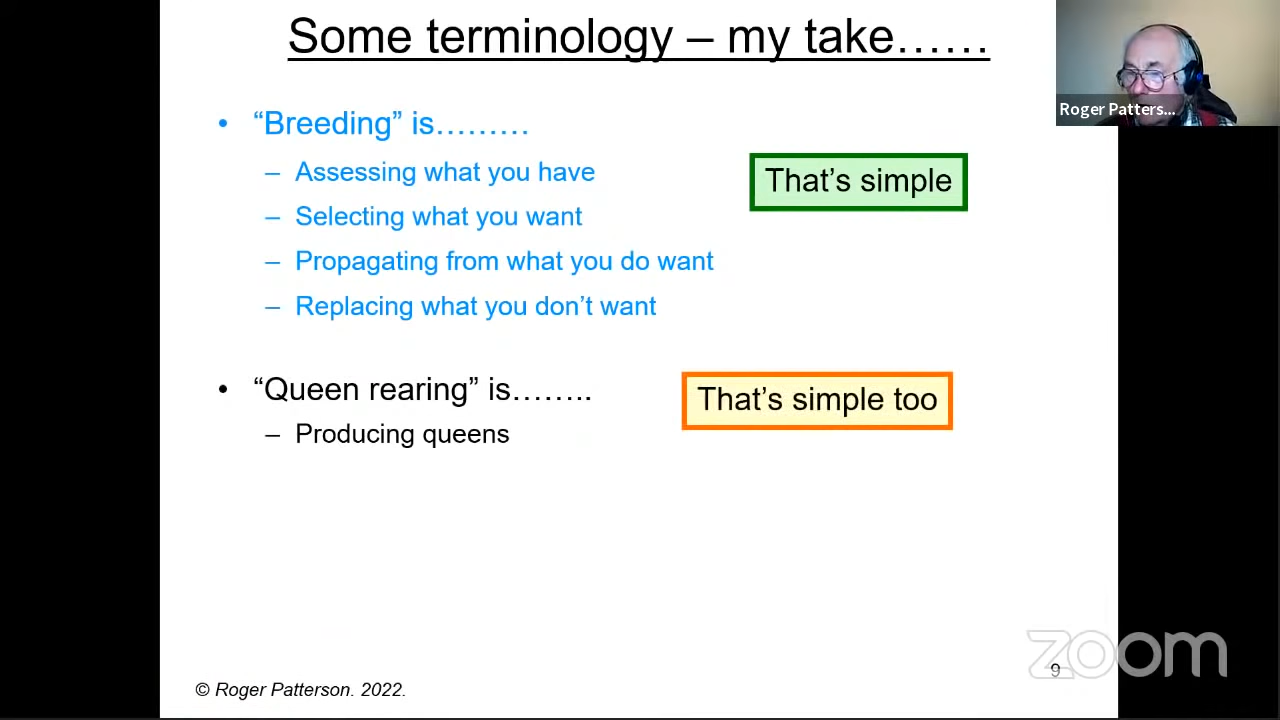 Some terminology – my take……
Roger Patters...
• “Breeding” is………
– Assessing what you have
That’s simple
– Selecting what you want
– Propagating from what you do want
– Replacing what you don’t want
• “Queen rearing” is……..
That’s simple too
– Producing queens
zoom
9
© Roger Patterson. 2022.